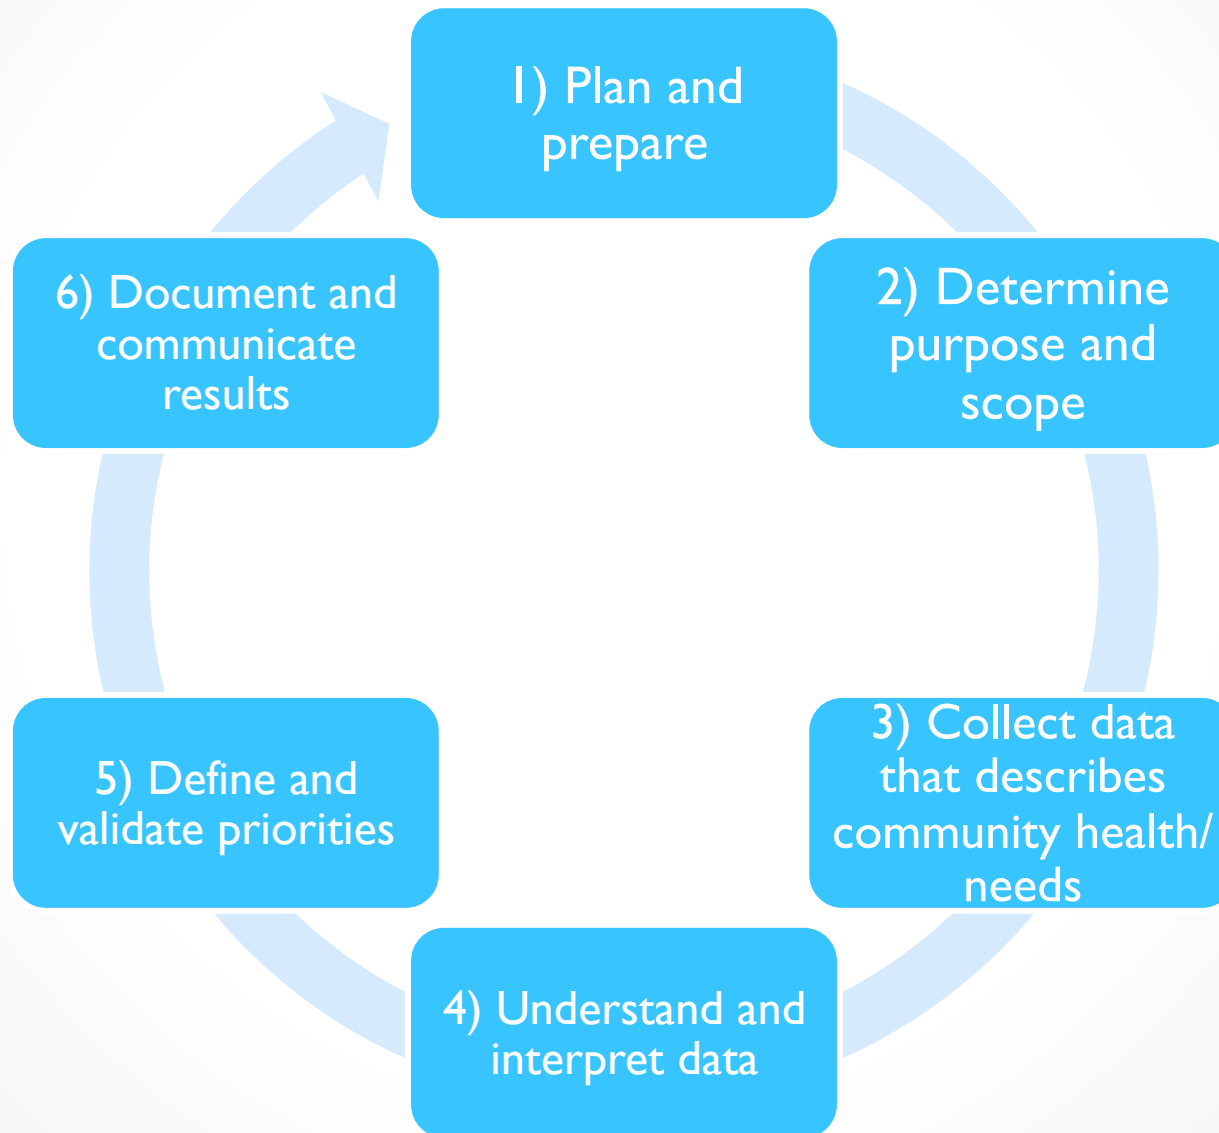 1) Plan and
prepare
2) Determine
purpose and
scope
3) Collect data
that describes
community health/
needs
4) Understand and
interpret data
5) Define and
validate priorities
6) Document and
communicate
results